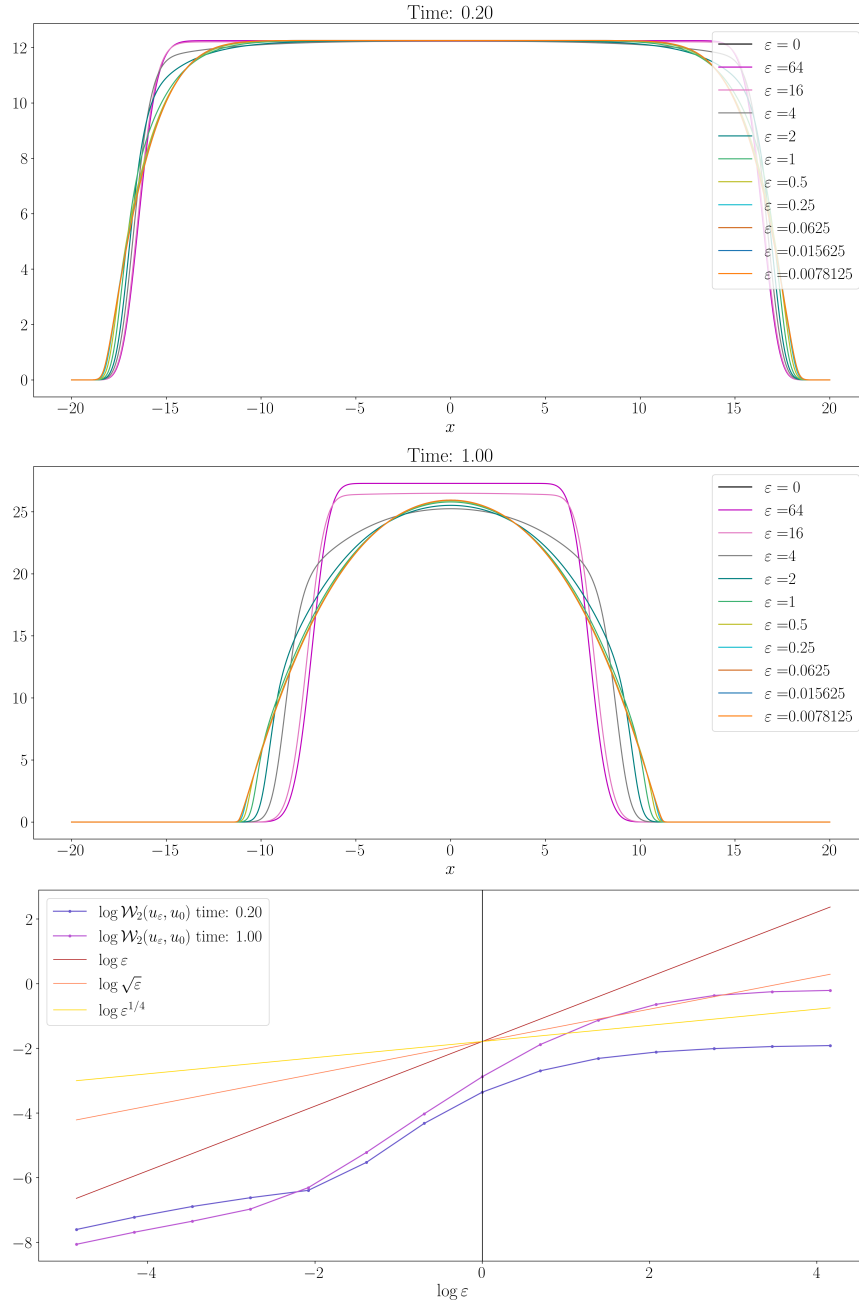 Time: 0.20
12
10
8
6
4
2
0
ε = 0
ε =64
ε =16
ε =4
ε =2
ε =1
ε =0.5
ε =0.25
ε =0.0625
ε =0.015625
ε =0.0078125
−20 −15 −10 −5 0 5 10 15 20
x
Time: 1.00
25
20
15
10
5
0
ε = 0
ε =64
ε =16
ε =4
ε =2
ε =1
ε =0.5
ε =0.25
ε =0.0625
ε =0.015625
ε =0.0078125
−20 −15 −10 −5 0 5 10 15 20
x
2
0
−2
−4
−6
−8
log 𝒲₂(u_ε, u₀) time: 0.20
log 𝒲₂(u_ε, u₀) time: 1.00
log ε
log √ε
log ε^{1/4}
−4 −2 0 2 4
log ε